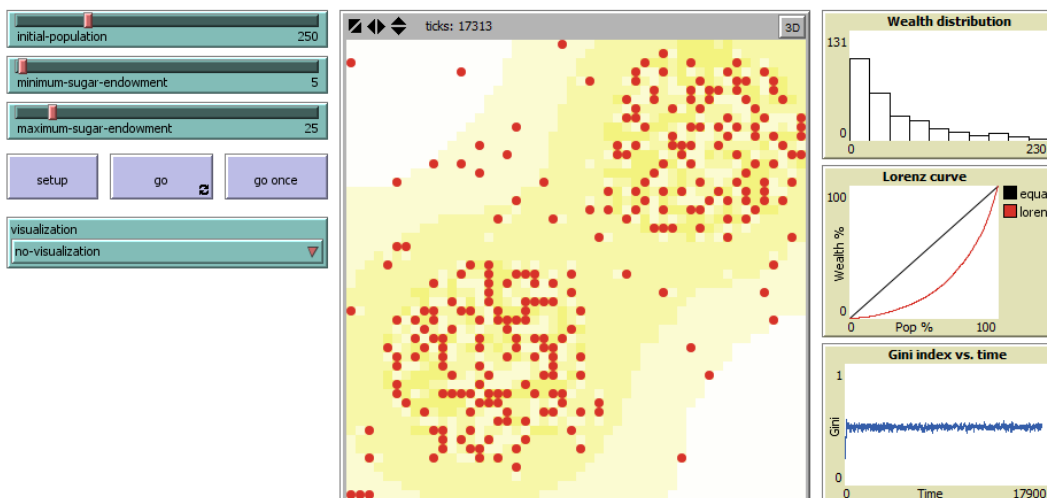 initial-population 250
minimum-sugar-endowment 5
maximum-sugar-endowment 25
setup
go
go once
visualization
no-visualization
ticks: 17313
3D
Wealth distribution
131
0
0 230
Lorenz curve
100
Wealth %
0
0 Pop % 100
equa
loren
Gini index vs. time
1
Gini
0
0 Time 17900